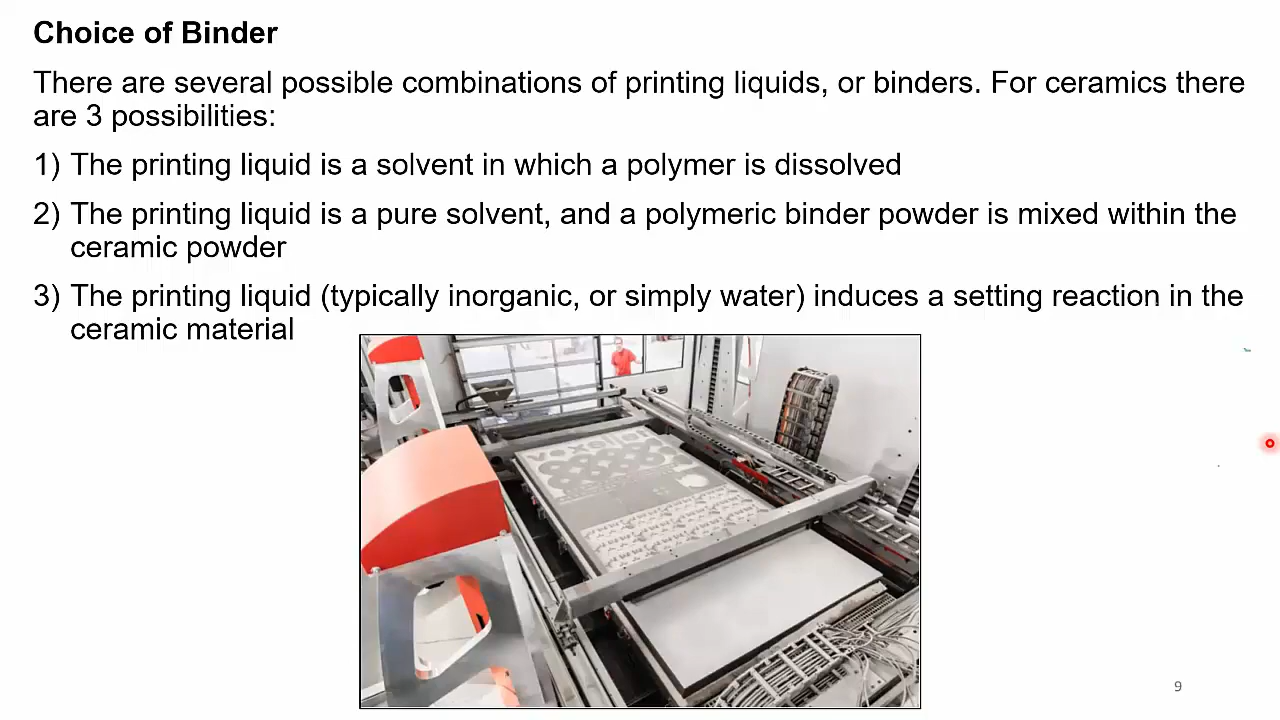 Choice of Binder
There are several possible combinations of printing liquids, or binders. For ceramics there
are 3 possibilities:
1) The printing liquid is a solvent in which a polymer is dissolved
2) The printing liquid is a pure solvent, and a polymeric binder powder is mixed within the
ceramic powder
3) The printing liquid (typically inorganic, or simply water) induces a setting reaction in the
ceramic material
voxeljet
9